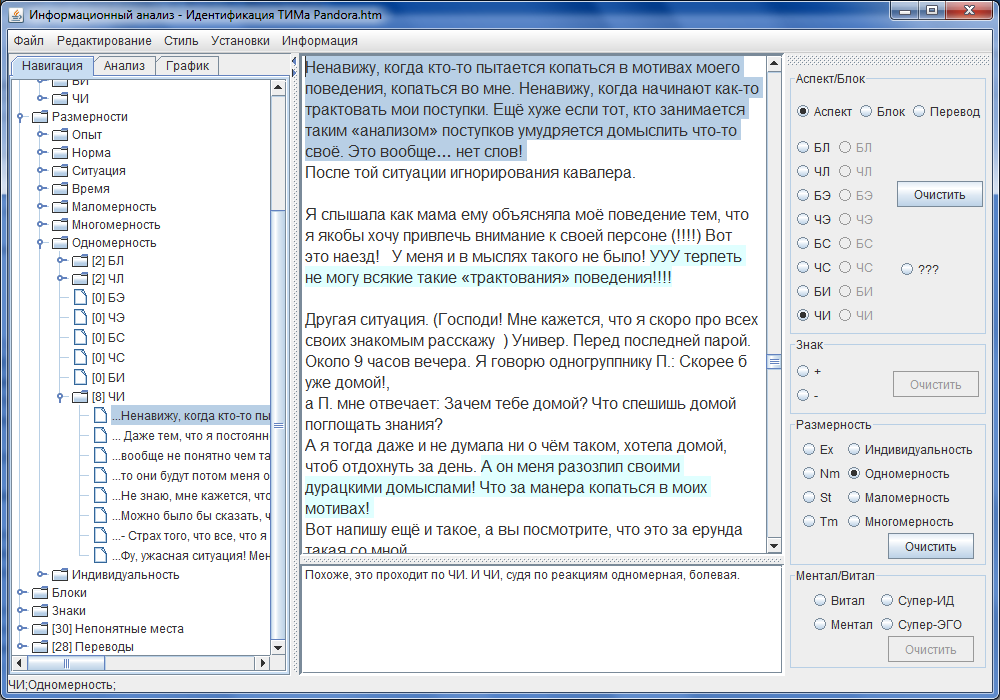 Информационный анализ - Идентификация ТИМа Pandora.htm
Файл Редактирование Стиль Установки Информация
Навигация Анализ График
БИ
ЧИ
Размерности
Опыт
Норма
Ситуация
Время
Маломерность
Многомерность
Одномерность
[2] БЛ
[2] ЧЛ
[0] БЭ
[0] ЧЭ
[0] БС
[0] ЧС
[0] БИ
[8] ЧИ
...Ненавижу, когда кто-то пы
... Даже тем, что я постоянн
...вообще не понятно чем та
...то они будут потом меня о
...Не знаю, мне кажется, что
...Можно было бы сказать, ч
...- Страх того, что все, что я
...Фу, ужасная ситуация! Мен
Индивидуальность
Блоки
Знаки
[30] Непонятные места
[28] Переводы
Ненавижу, когда кто-то пытается копаться в мотивах моего
поведения, копаться во мне. Ненавижу, когда начинают как-то
трактовать мои поступки. Ещё хуже если тот, кто занимается
таким «анализом» поступков умудряется домыслить что-то
своё. Это вообще... нет слов!
После той ситуации игнорирования кавалера.
Я слышала как мама ему объясняла моё поведение тем, что
я якобы хочу привлечь внимание к своей персоне (!!!!) Вот
это наезд! У меня и в мыслях такого не было! УУУ терпеть
не могу всякие такие «трактования» поведения!!!!
Другая ситуация. (Господи! Мне кажется, что я скоро про всех
своих знакомым расскажу ) Универ. Перед последней парой.
Около 9 часов вечера. Я говорю одногруппнику П.: Скорее б
уже домой!,
а П. мне отвечает: Зачем тебе домой? Что спешишь домой
поглощать знания?
А я тогда даже и не думала ни о чём таком, хотела домой,
чтоб отдохнуть за день. А он меня разозлил своими
дурацкими домыслами! Что за манера копаться в моих
мотивах!
Вот напишу ещё и такое, а вы посмотрите, что это за ерунда
такая со мной
Похоже, это проходит по ЧИ. И ЧИ, судя по реакциям одномерная, болевая.
Аспект/Блок
Аспект Блок Перевод
БЛ БЛ
ЧЛ ЧЛ
БЭ БЭ
Очистить
ЧЭ ЧЭ
БС БС
ЧС ЧС
???
БИ БИ
ЧИ ЧИ
Знак
+
-
Очистить
Размерность
Ex Индивидуальность
Nm Одномерность
St Маломерность
Tm Многомерность
Очистить
Ментал/Витал
Витал Супер-ИД
Ментал Супер-ЭГО
Очистить
ЧИ;Одномерность;